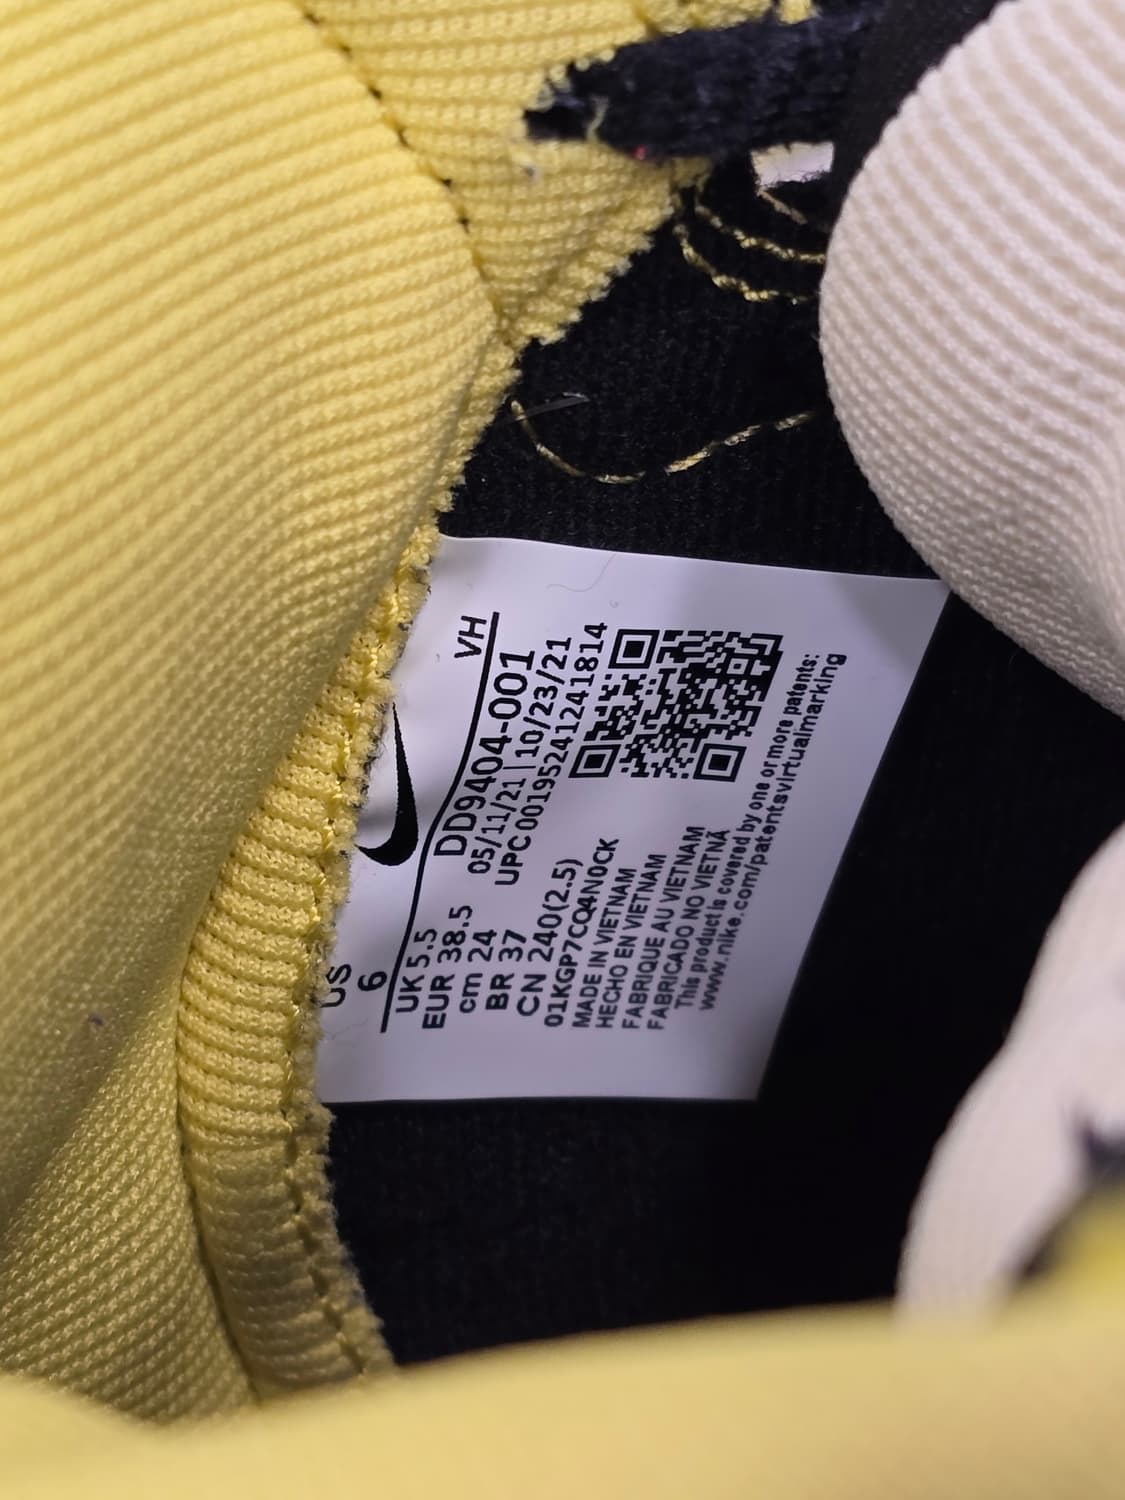 US
6
VH
UK 5.5
EUR 38.5
cm 24
BR 37
CN 240(2.5)
DD9404-001
05/11/21 | 10/23/21
UPC 00195241241814
01KGP7CQ4N0CK
MADE IN VIETNAM
HECHO EN VIETNAM
FABRIQUE AU VIETNAM
FABRICADO NO VIETNÃ
This product is covered by one or more patents:
www.nike.com/patentsvirtualmarking